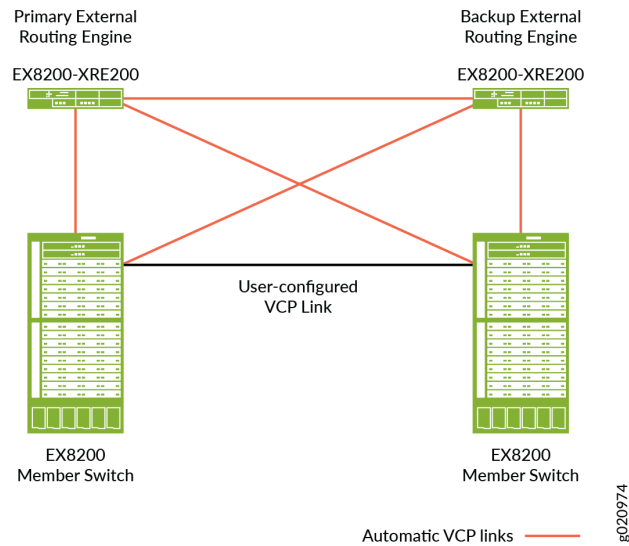 Primary External
Routing Engine
Backup External
Routing Engine
EX8200-XRE200
EX8200-XRE200
User-configured
VCP Link
EX8200
Member Switch
EX8200
Member Switch
Automatic VCP links
g020974